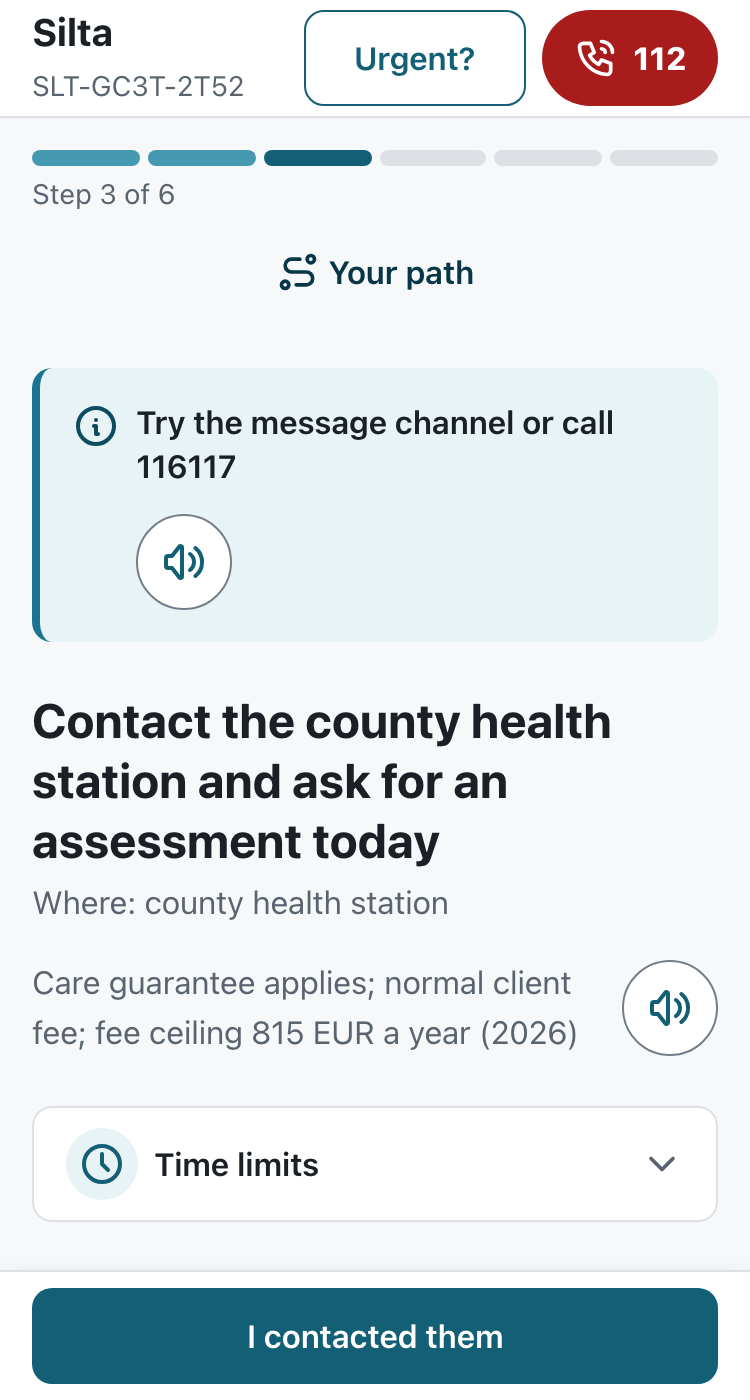 Silta
SLT-GC3T-2T52
Urgent?
112
Step 3 of 6
Your path
Try the message channel or call
116117
Contact the county health
station and ask for an
assessment today
Where: county health station
Care guarantee applies; normal client
fee; fee ceiling 815 EUR a year (2026)
Time limits
I contacted them